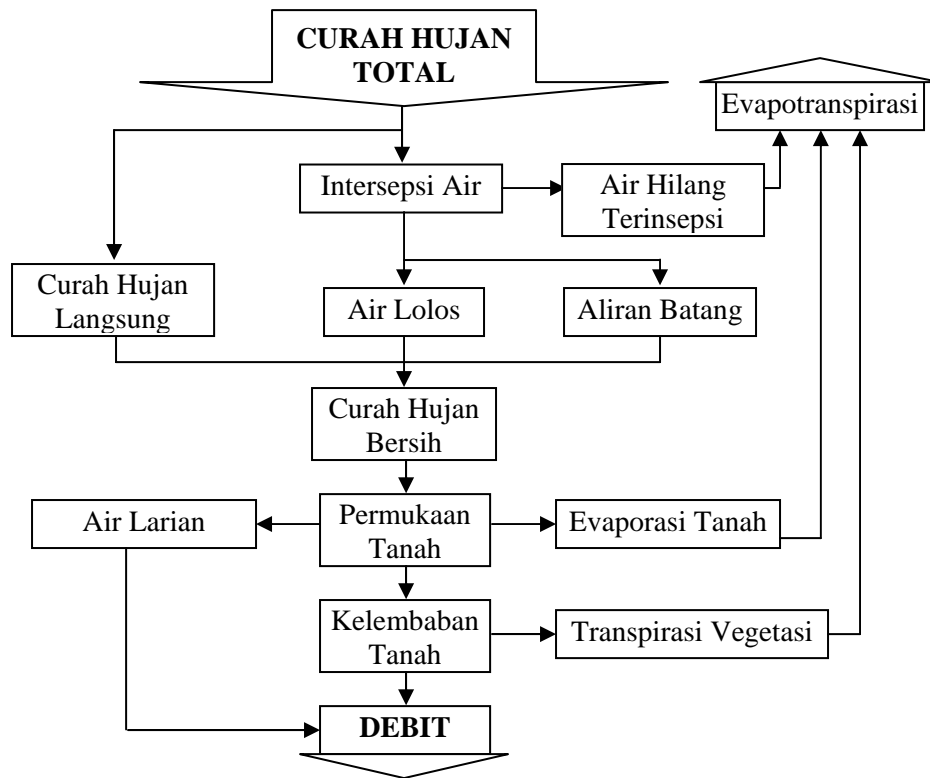 CURAH HUJAN
TOTAL
Evapotranspirasi
Intersepsi Air
Air Hilang
Terinsepsi
Curah Hujan
Langsung
Air Lolos
Aliran Batang
Curah Hujan
Bersih
Air Larian
Permukaan
Tanah
Evaporasi Tanah
Kelembaban
Tanah
Transpirasi Vegetasi
DEBIT